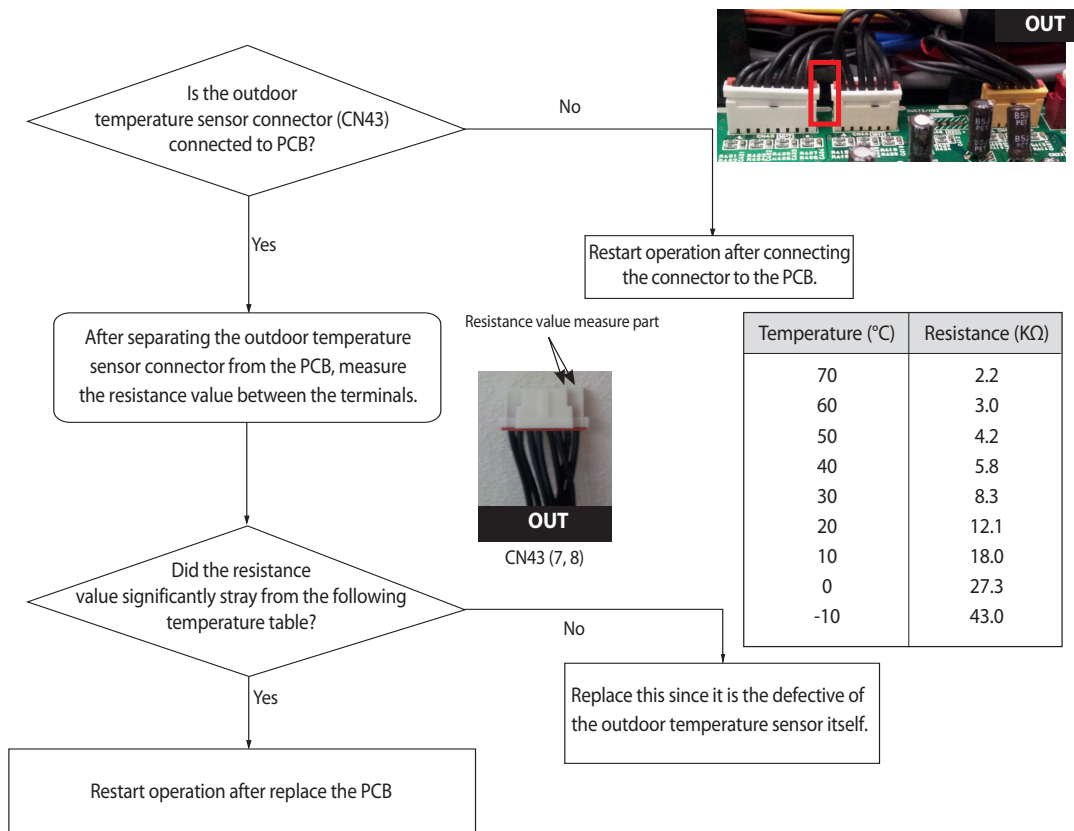 OUT
Is the outdoor
temperature sensor connector (CN43)
connected to PCB?
No
Yes
Restart operation after connecting
the connector to the PCB.
After separating the outdoor temperature
sensor connector from the PCB, measure
the resistance value between the terminals.
Resistance value measure part
OUT
CN43 (7, 8)
Temperature (°C) Resistance (KΩ)
70 2.2
60 3.0
50 4.2
40 5.8
30 8.3
20 12.1
10 18.0
0 27.3
-10 43.0
Did the resistance
value significantly stray from the following
temperature table?
No
Yes
Replace this since it is the defective of
the outdoor temperature sensor itself.
Restart operation after replace the PCB